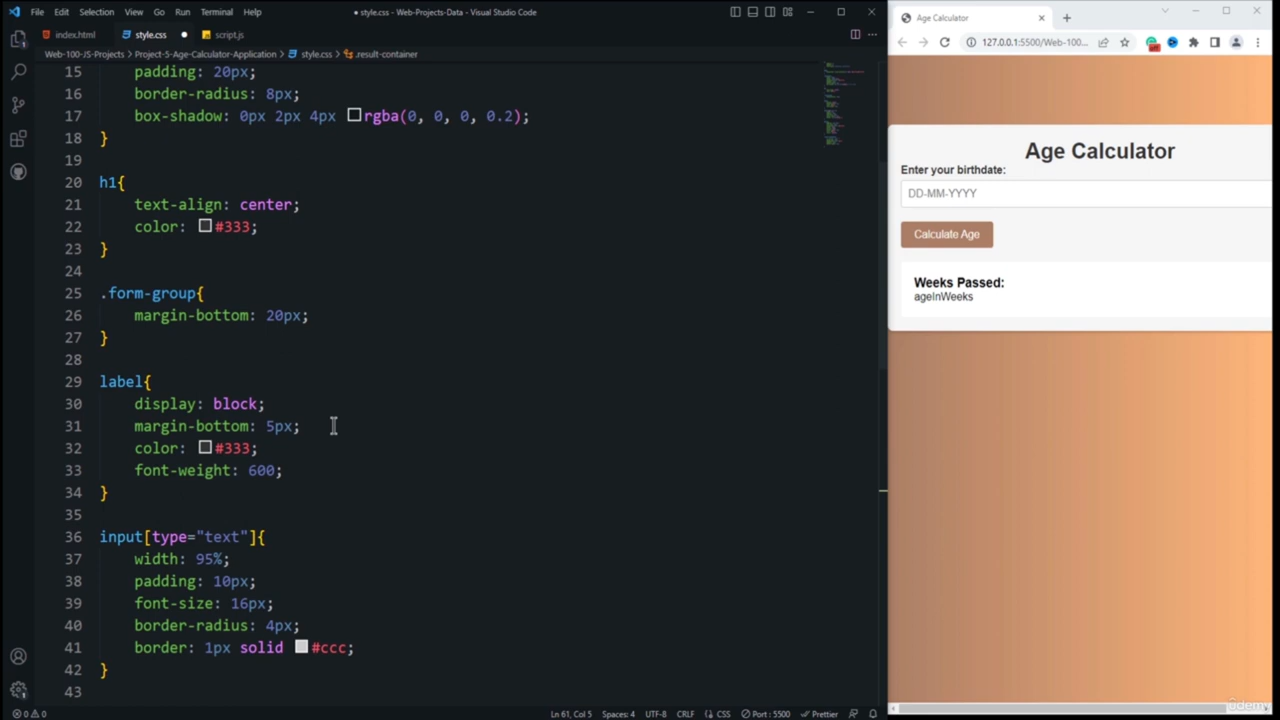 File Edit Selection View Go Run Terminal Help
● style.css - Web-Projects-Data - Visual Studio Code
index.html style.css ● script.js
Web-100-JS-Projects > Project-5-Age-Calculator-Application > style.css > .result-container
15 padding: 20px;
16 border-radius: 8px;
17 box-shadow: 0px 2px 4px rgba(0, 0, 0, 0.2);
18 }
19
20 h1{
21 text-align: center;
22 color: #333;
23 }
24
25 .form-group{
26 margin-bottom: 20px;
27 }
28
29 label{
30 display: block;
31 margin-bottom: 5px;
32 color: #333;
33 font-weight: 600;
34 }
35
36 input[type="text"]{
37 width: 95%;
38 padding: 10px;
39 font-size: 16px;
40 border-radius: 4px;
41 border: 1px solid #ccc;
42 }
43
0 0 Ln 61, Col 5 Spaces: 4 UTF-8 CRLF CSS Port : 5500 Prettier
Age Calculator
127.0.0.1:5500/Web-100...
Age Calculator
Enter your birthdate:
DD-MM-YYYY
Calculate Age
Weeks Passed:
ageInWeeks
ûdemy